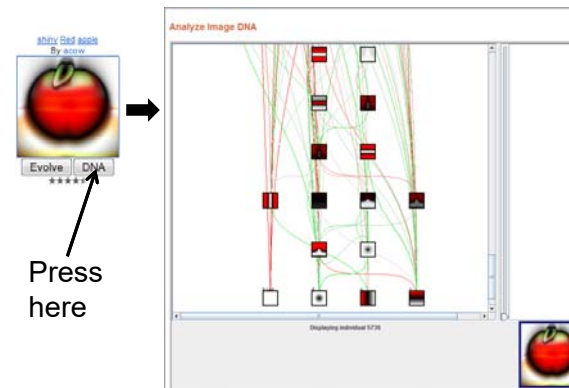 shiny Red apple
By acow
Evolve
DNA
Press
here
Analyze Image DNA
Displaying individual 5736